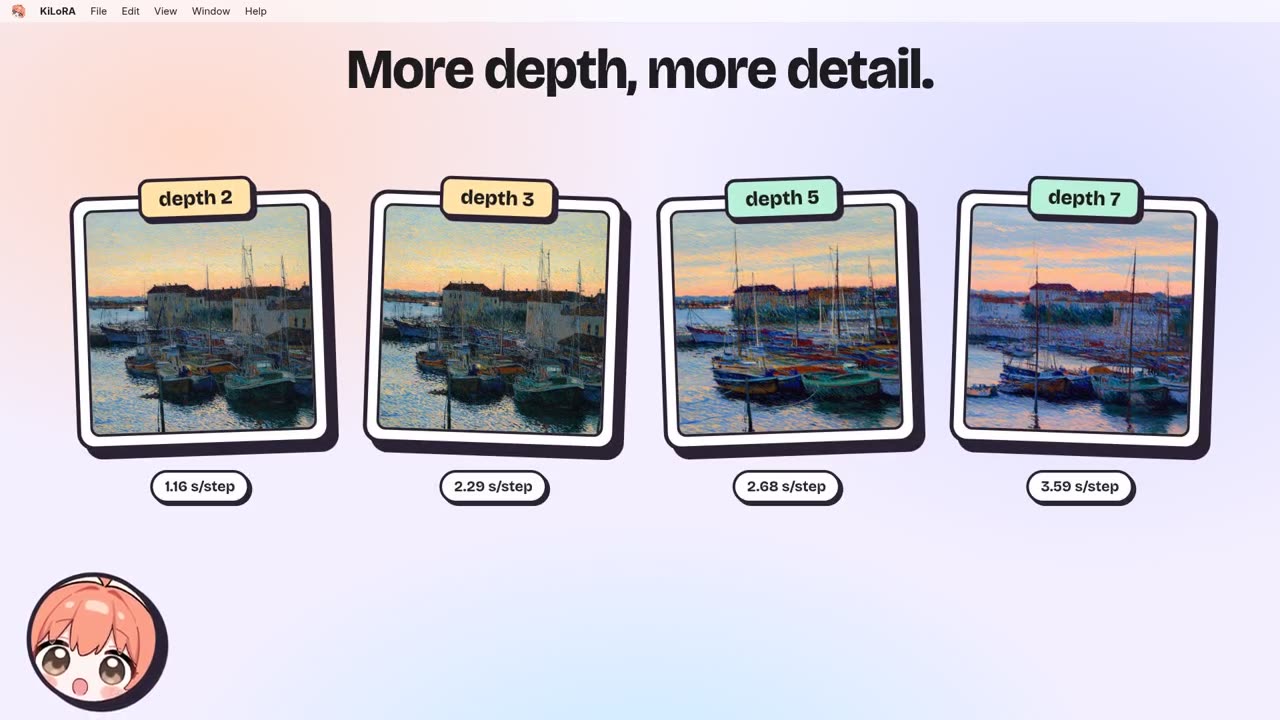 KiLoRA File Edit View Window Help
More depth, more detail.
depth 2
depth 3
depth 5
depth 7
1.16 s/step
2.29 s/step
2.68 s/step
3.59 s/step